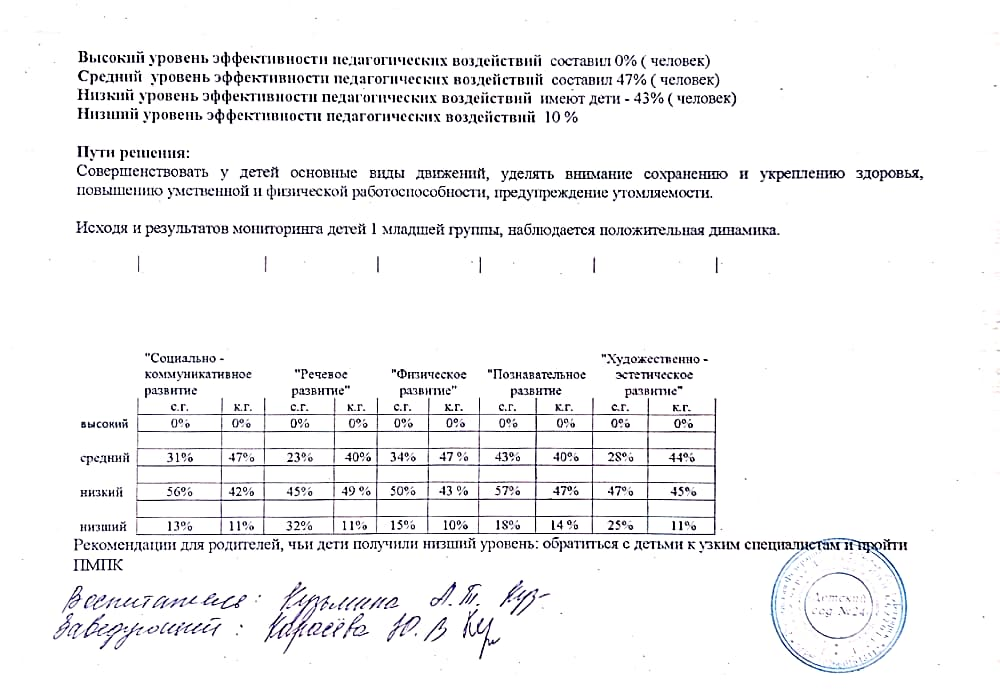 Высокий уровень эффективности педагогических воздействий составил 0% ( человек)
Средний уровень эффективности педагогических воздействий составил 47% ( человек)
Низкий уровень эффективности педагогических воздействий имеют дети - 43% ( человек)
Низший уровень эффективности педагогических воздействий 10 %
Пути решения:
Совершенствовать у детей основные виды движений, уделять внимание сохранению и укреплению здоровья,
повышению умственной и физической работоспособности, предупреждение утомляемости.
Исходя и результатов мониторинга детей 1 младшей группы, наблюдается положительная динамика.
"Социально - коммуникативное развитие "Речевое развитие" "Физическое развитие" "Познавательное развитие "Художественно - эстетическое развитие"
с.г. к.г. с.г. к.г. с.г. к.г. с.г. к.г. с.г. к.г.
высокий 0% 0% 0% 0% 0% 0% 0% 0% 0% 0%
средний 31% 47% 23% 40% 34% 47 % 43% 40% 28% 44%
низкий 56% 42% 45% 49 % 50% 43 % 57% 47% 47% 45%
низший 13% 11% 32% 11% 15% 10% 18% 14 % 25% 11%
Рекомендации для родителей, чьи дети получили низший уровень: обратиться с детьми к узким специалистам и пройти
ПМПК
Воспитатель: Кузьмина А.Т. Куз
Заведующий: Карасёва Ю.В
Детский
сад №24